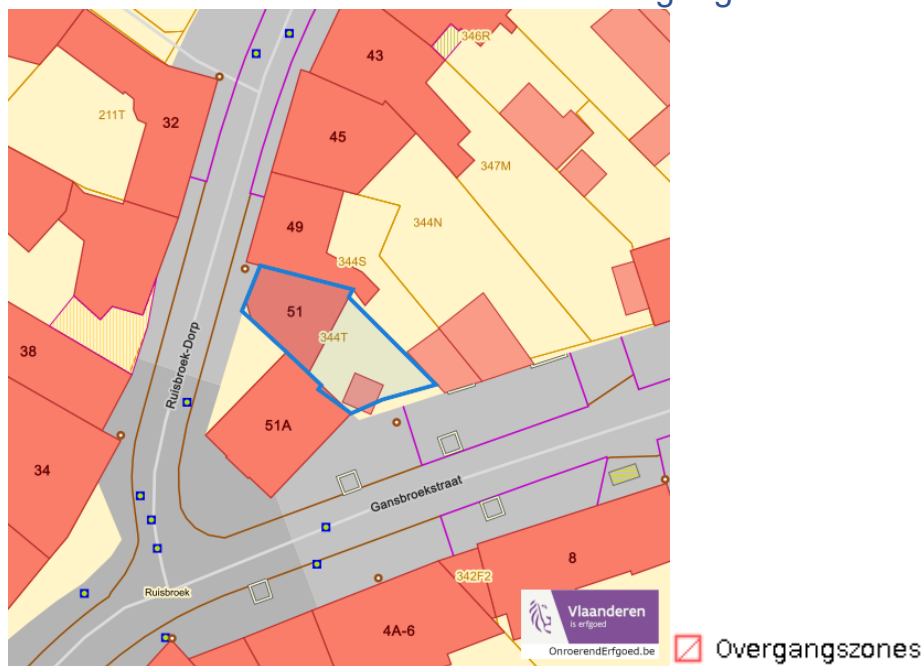 43
346R
211T
32
45
347M
344N
49
344S
51
344T
Ruisbroek-Dorp
38
51A
34
Gansbroekstraat
Ruisbroek
342F2
8
4A-6
Vlaanderen
is erfgoed
OnroerendErfgoed.be
Overgangszones